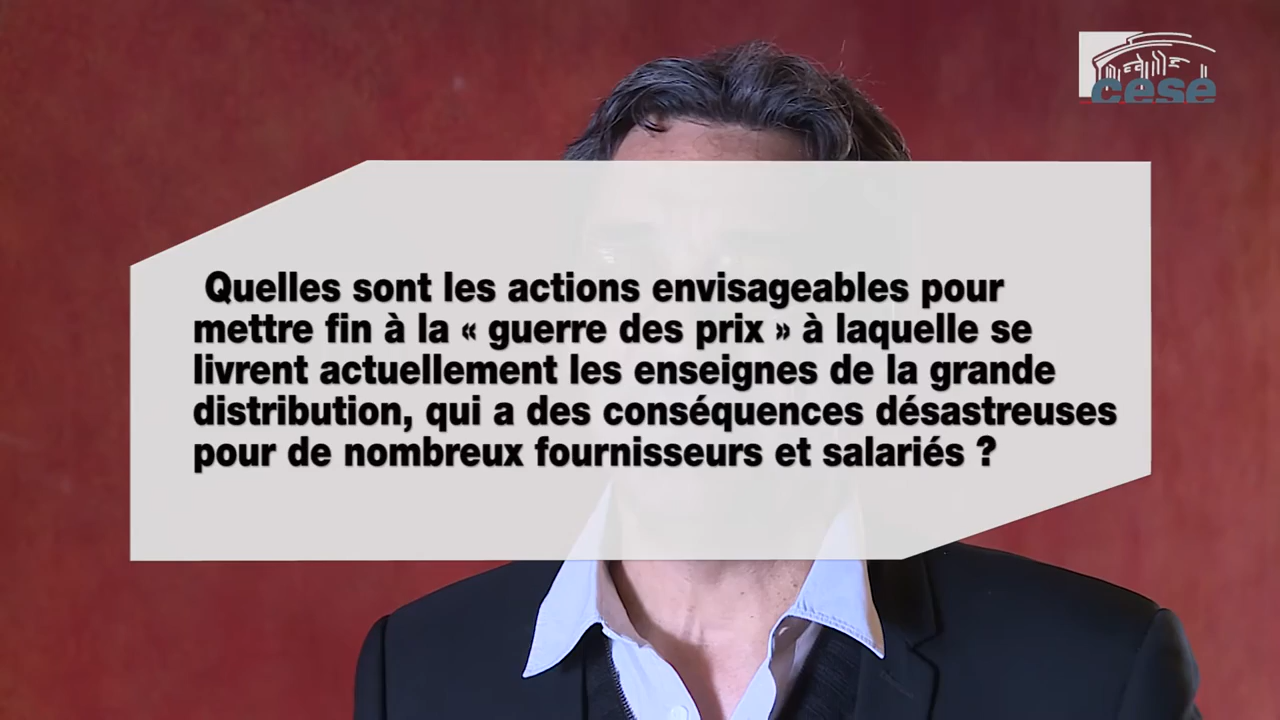 cese
Quelles sont les actions envisageables pour
mettre fin à la « guerre des prix » à laquelle se
livrent actuellement les enseignes de la grande
distribution, qui a des conséquences désastreuses
pour de nombreux fournisseurs et salariés ?